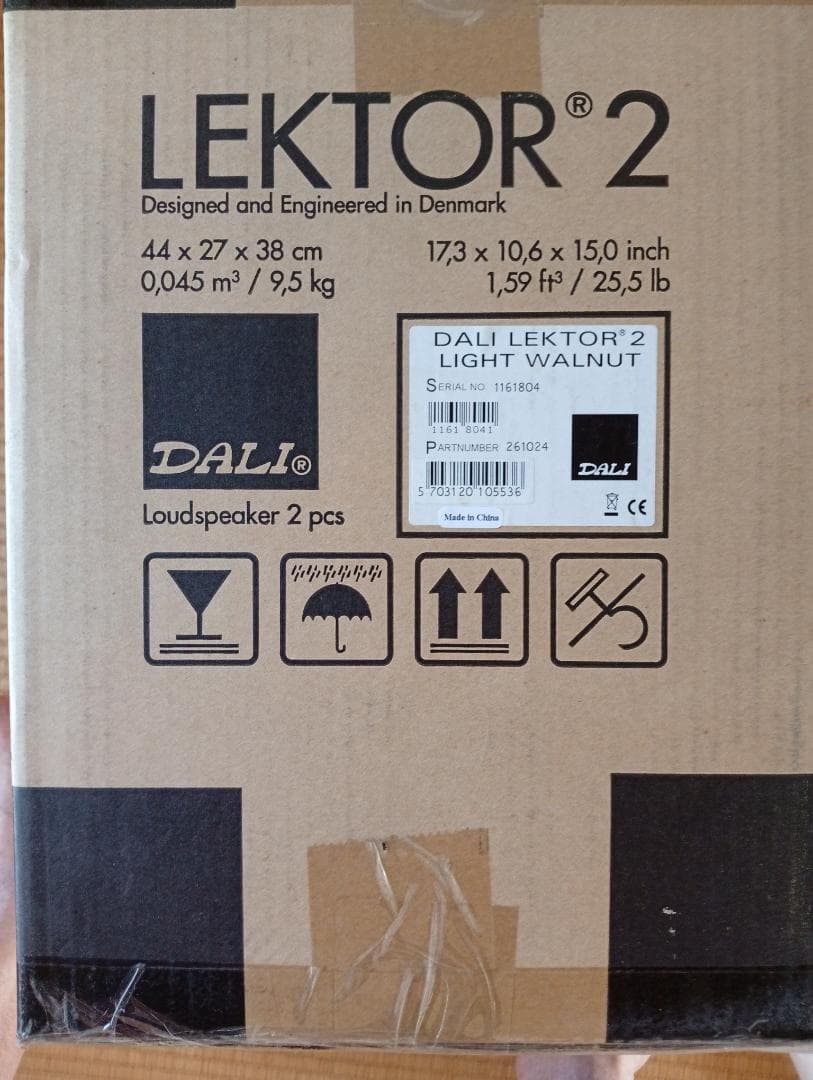 LEKTOR® 2
Designed and Engineered in Denmark
44 x 27 x 38 cm
0,045 m³ / 9,5 kg
17,3 x 10,6 x 15,0 inch
1,59 ft³ / 25,5 lb
DALI®
Loudspeaker 2 pcs
DALI LEKTOR® 2
LIGHT WALNUT
SERIAL NO. 1161804
1161 8041
PARTNUMBER 261024
5 703120 105536
Made in China
DALI
CE